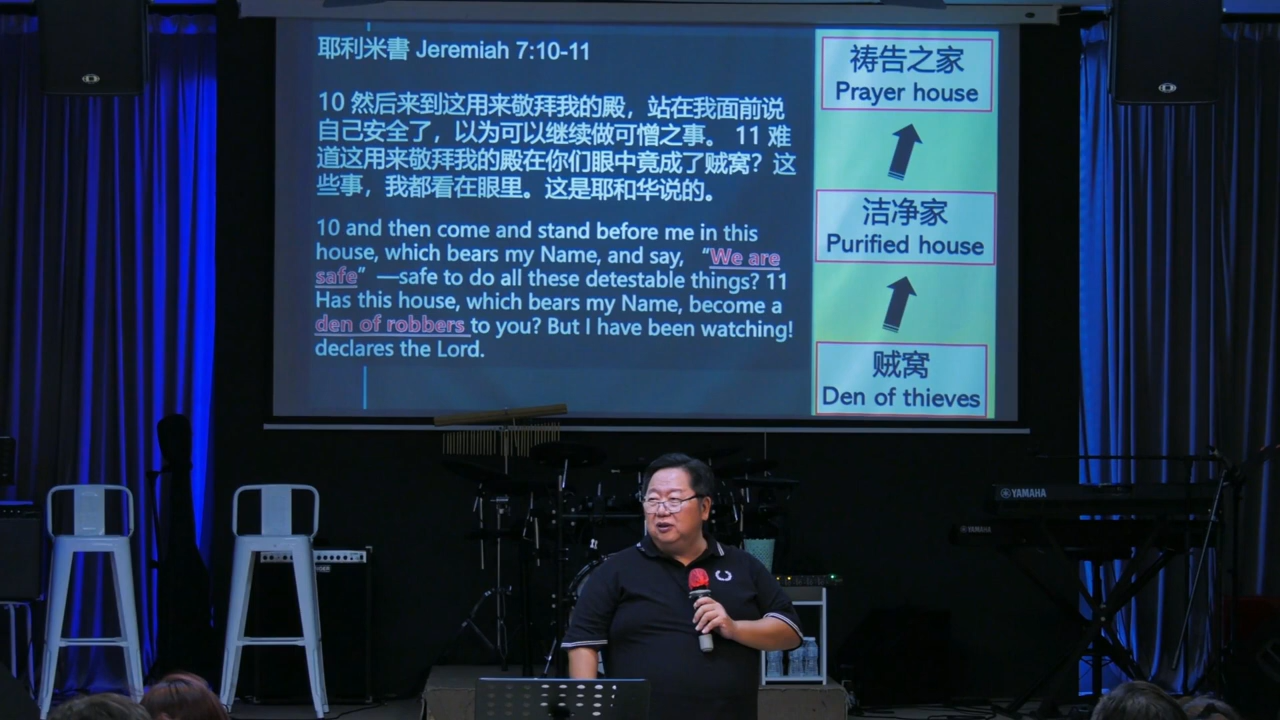 耶利米書 Jeremiah 7:10-11
10 然后来到这用来敬拜我的殿，站在我面前说
自己安全了，以为可以继续做可憎之事。 11 难
道这用来敬拜我的殿在你们眼中竟成了贼窝？这
些事，我都看在眼里。这是耶和华说的。
10 and then come and stand before me in this
house, which bears my Name, and say, “We are
safe” —safe to do all these detestable things? 11
Has this house, which bears my Name, become a
den of robbers to you? But I have been watching!
declares the Lord.
祷告之家
Prayer house
洁净家
Purified house
贼窝
Den of thieves
YAMAHA
YAMAHA